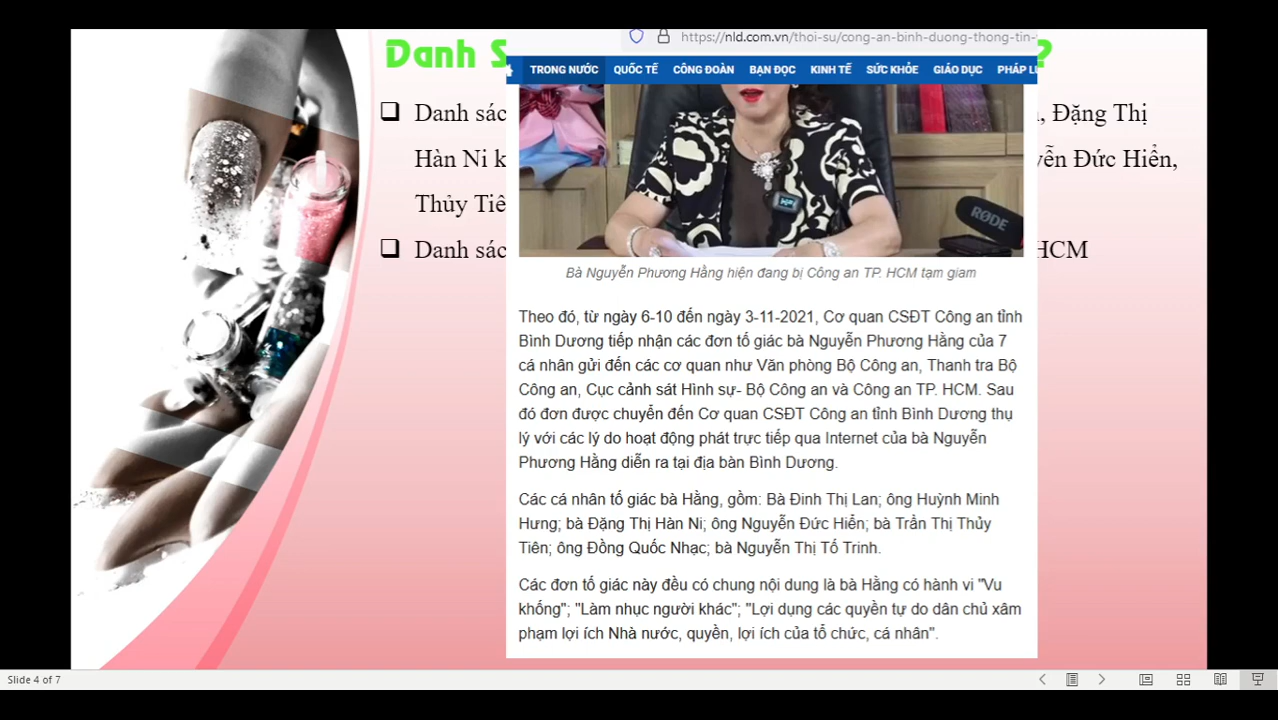 Danh S ?
https://nld.com.vn/thoi-su/cong-an-binh-duong-thong-tin-
TRONG NƯỚC QUỐC TẾ CÔNG ĐOÀN BẠN ĐỌC KINH TẾ SỨC KHỎE GIÁO DỤC PHÁP LU
Danh sác , Đặng Thị
Hàn Ni k yễn Đức Hiển,
Thủy Tiê
Danh sác HCM
RØDE
Bà Nguyễn Phương Hằng hiện đang bị Công an TP. HCM tạm giam
Theo đó, từ ngày 6-10 đến ngày 3-11-2021, Cơ quan CSĐT Công an tỉnh
Bình Dương tiếp nhận các đơn tố giác bà Nguyễn Phương Hằng của 7
cá nhân gửi đến các cơ quan như Văn phòng Bộ Công an, Thanh tra Bộ
Công an, Cục cảnh sát Hình sự- Bộ Công an và Công an TP. HCM. Sau
đó đơn được chuyển đến Cơ quan CSĐT Công an tỉnh Bình Dương thụ
lý với các lý do hoạt động phát trực tiếp qua Internet của bà Nguyễn
Phương Hằng diễn ra tại địa bàn Bình Dương.
Các cá nhân tố giác bà Hằng, gồm: Bà Đinh Thị Lan; ông Huỳnh Minh
Hưng; bà Đặng Thị Hàn Ni; ông Nguyễn Đức Hiển; bà Trần Thị Thủy
Tiên; ông Đồng Quốc Nhạc; bà Nguyễn Thị Tố Trinh.
Các đơn tố giác này đều có chung nội dung là bà Hằng có hành vi "Vu
khống"; "Làm nhục người khác"; "Lợi dụng các quyền tự do dân chủ xâm
phạm lợi ích Nhà nước, quyền, lợi ích của tổ chức, cá nhân".
Slide 4 of 7